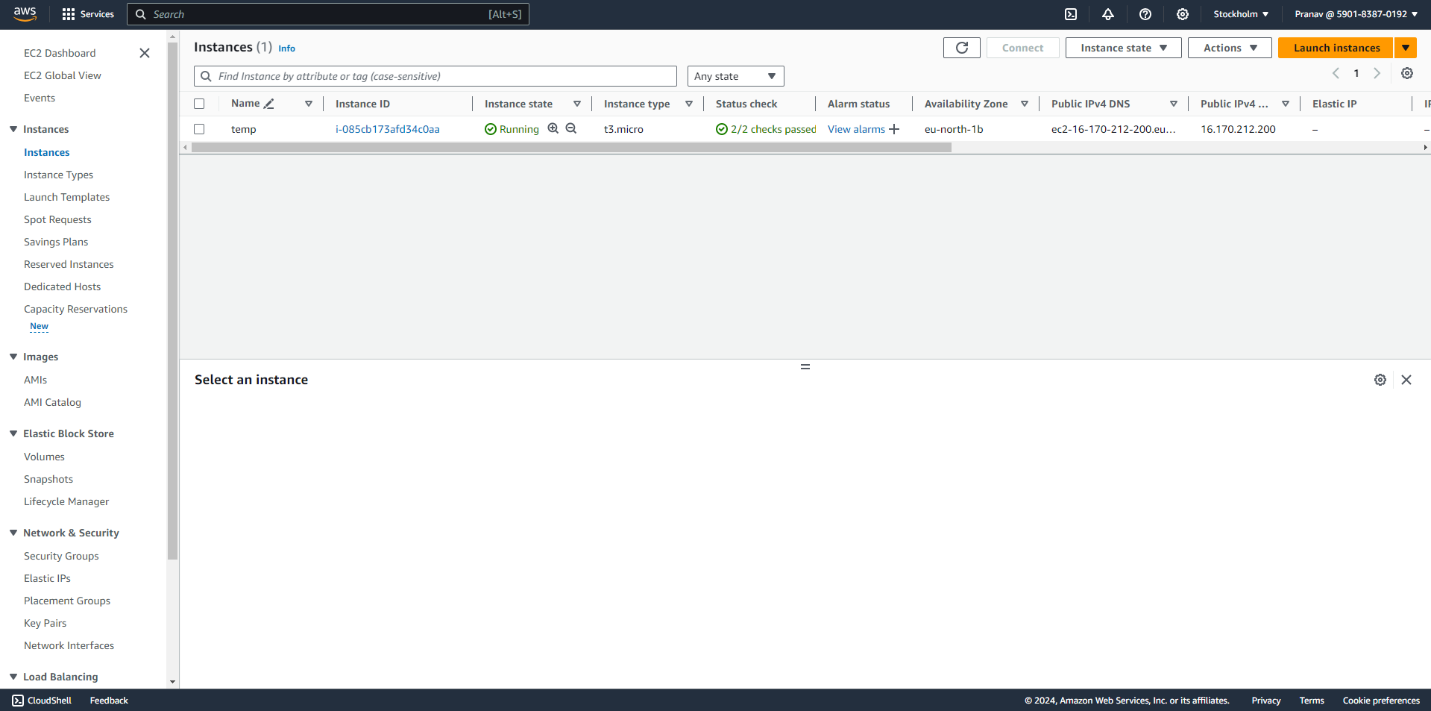 aws Services Search [Alt+S] Stockholm Pranav @ 5901-8387-0192
EC2 Dashboard
EC2 Global View
Events
Instances
Instances
Instance Types
Launch Templates
Spot Requests
Savings Plans
Reserved Instances
Dedicated Hosts
Capacity Reservations
New
Images
AMIs
AMI Catalog
Elastic Block Store
Volumes
Snapshots
Lifecycle Manager
Network & Security
Security Groups
Elastic IPs
Placement Groups
Key Pairs
Network Interfaces
Load Balancing
Instances (1) Info Connect Instance state Actions Launch instances
Find Instance by attribute or tag (case-sensitive) Any state 1
Name Instance ID Instance state Instance type Status check Alarm status Availability Zone Public IPv4 DNS Public IPv4 ... Elastic IP
temp i-085cb173afd34c0aa Running t3.micro 2/2 checks passed View alarms + eu-north-1b ec2-16-170-212-200.eu... 16.170.212.200 – –
Select an instance
CloudShell Feedback © 2024, Amazon Web Services, Inc. or its affiliates. Privacy Terms Cookie preferences